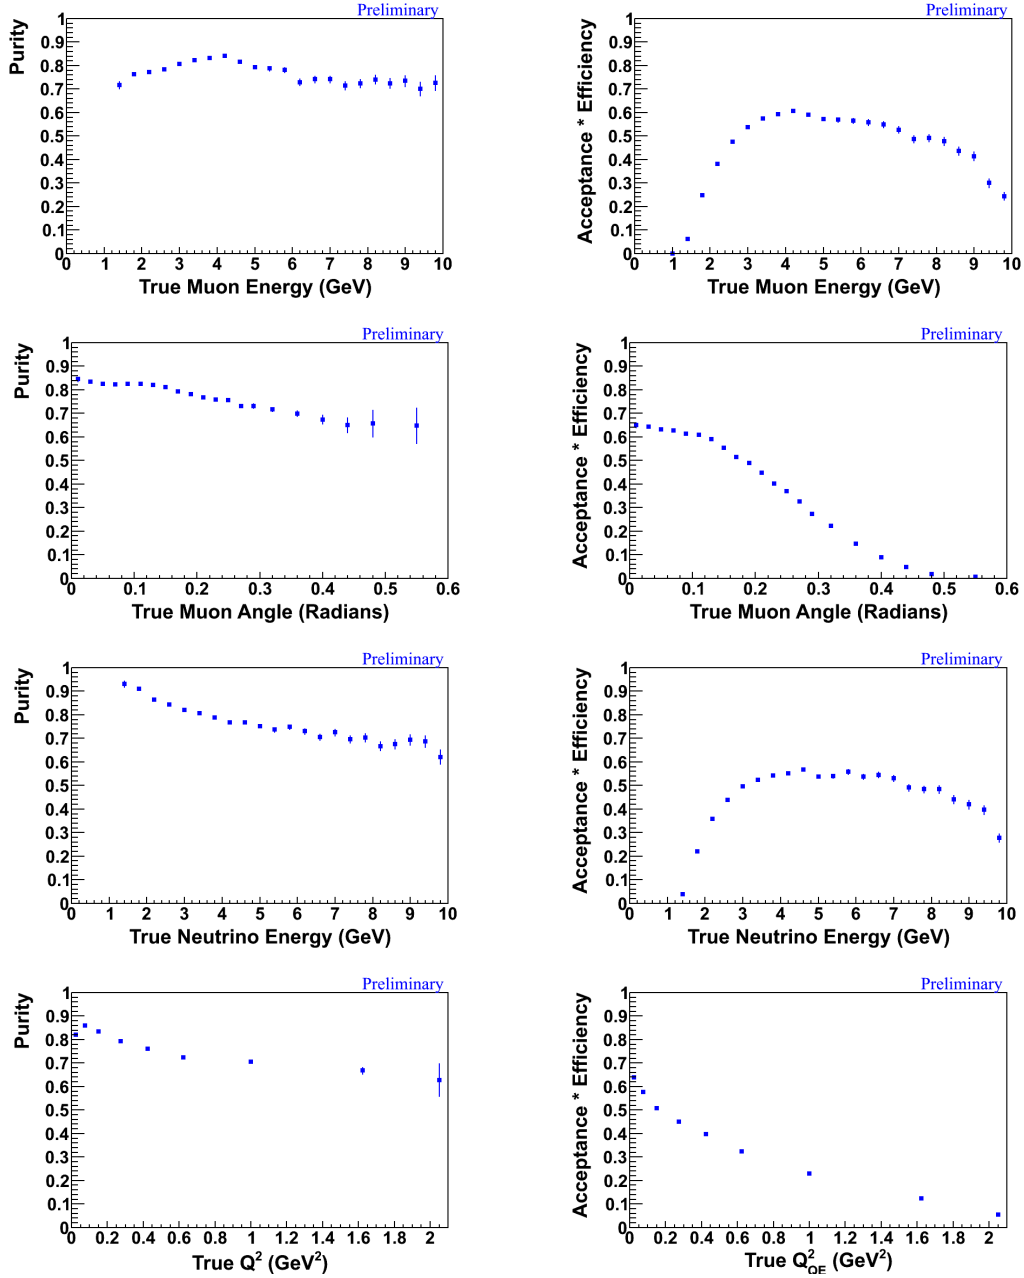 Preliminary
Purity
1
0.9
0.8
0.7
0.6
0.5
0.4
0.3
0.2
0.1
0
0 1 2 3 4 5 6 7 8 9 10
True Muon Energy (GeV)
Preliminary
Acceptance * Efficiency
1
0.9
0.8
0.7
0.6
0.5
0.4
0.3
0.2
0.1
0
0 1 2 3 4 5 6 7 8 9 10
True Muon Energy (GeV)
Preliminary
Purity
1
0.9
0.8
0.7
0.6
0.5
0.4
0.3
0.2
0.1
0
0 0.1 0.2 0.3 0.4 0.5 0.6
True Muon Angle (Radians)
Preliminary
Acceptance * Efficiency
1
0.9
0.8
0.7
0.6
0.5
0.4
0.3
0.2
0.1
0
0 0.1 0.2 0.3 0.4 0.5 0.6
True Muon Angle (Radians)
Preliminary
Purity
1
0.9
0.8
0.7
0.6
0.5
0.4
0.3
0.2
0.1
0
0 1 2 3 4 5 6 7 8 9 10
True Neutrino Energy (GeV)
Preliminary
Acceptance * Efficiency
1
0.9
0.8
0.7
0.6
0.5
0.4
0.3
0.2
0.1
0
0 1 2 3 4 5 6 7 8 9 10
True Neutrino Energy (GeV)
Preliminary
Purity
1
0.9
0.8
0.7
0.6
0.5
0.4
0.3
0.2
0.1
0
0 0.2 0.4 0.6 0.8 1 1.2 1.4 1.6 1.8 2
True Q² (GeV²)
Preliminary
Acceptance * Efficiency
1
0.9
0.8
0.7
0.6
0.5
0.4
0.3
0.2
0.1
0
0 0.2 0.4 0.6 0.8 1 1.2 1.4 1.6 1.8 2
True Q²QE (GeV²)